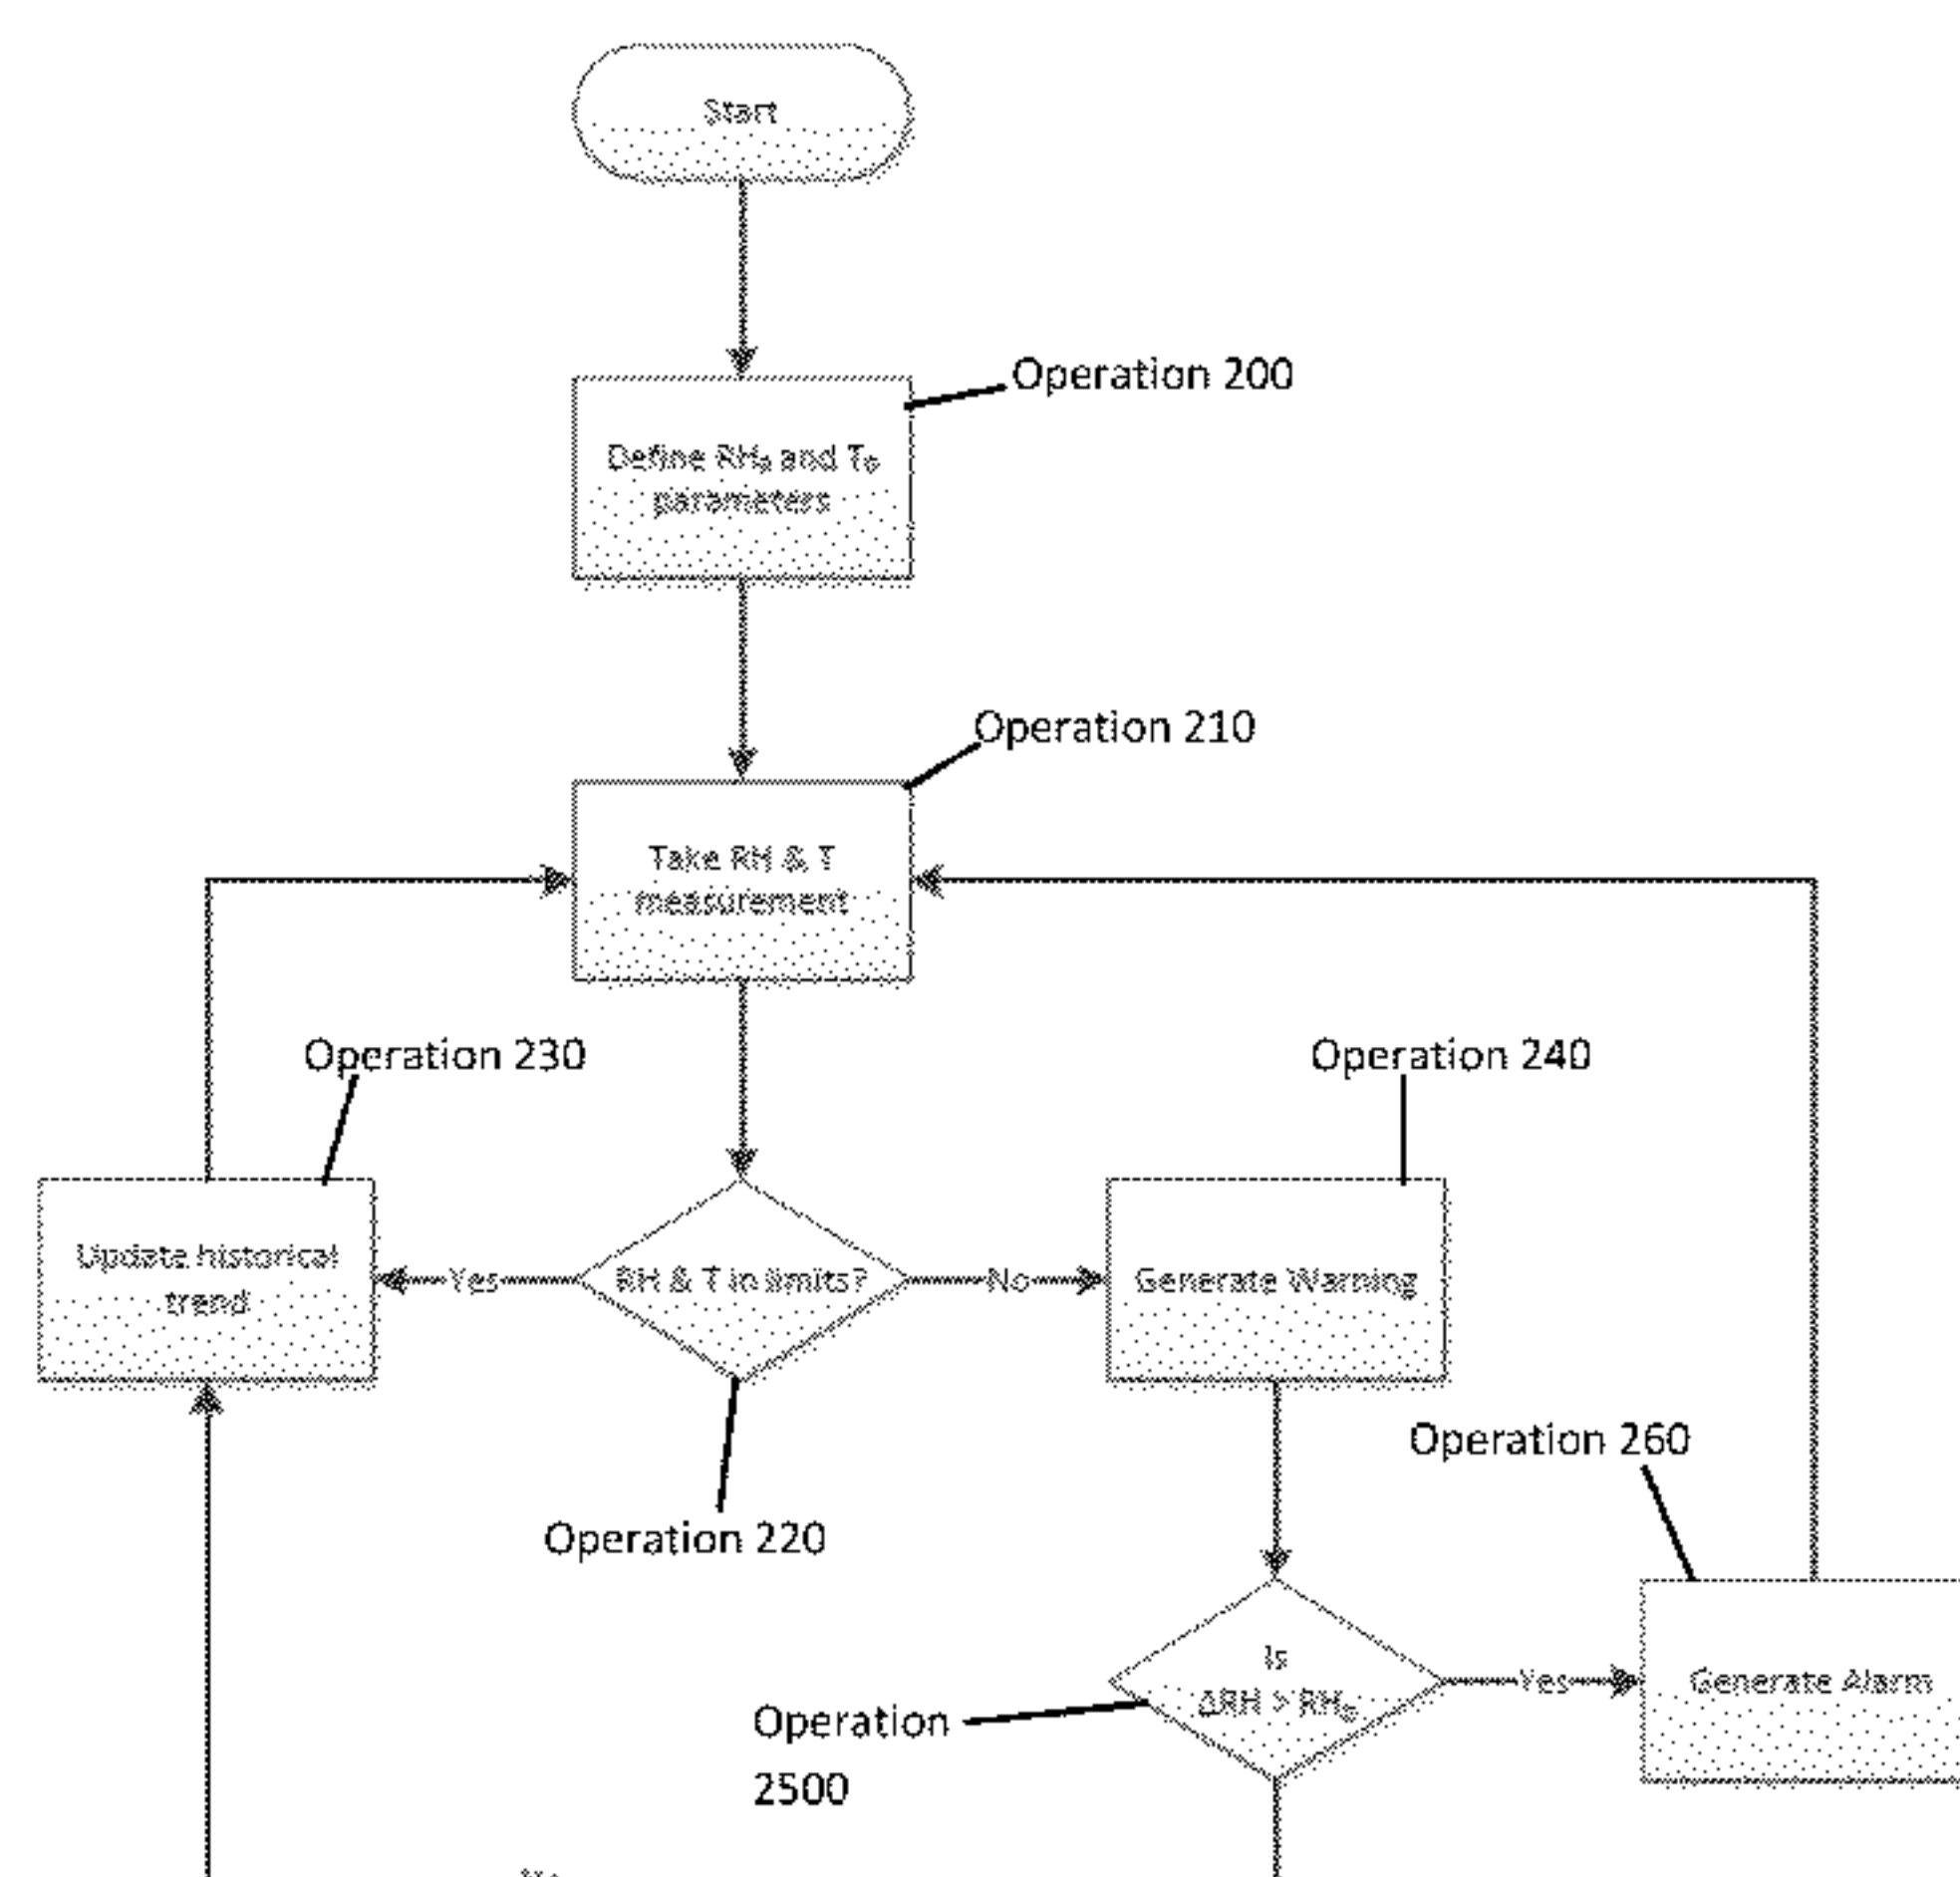 Start
Operation 200
Define RH₀ and T₀
parameters
Operation 210
Take RH & T
measurement
Operation 230
Operation 240
Update historical
trend
Yes
RH & T in limits?
No
Generate Warning
Operation 260
Operation 220
Is
ΔRH > RH₀
Yes
Generate Alarm
Operation
2500